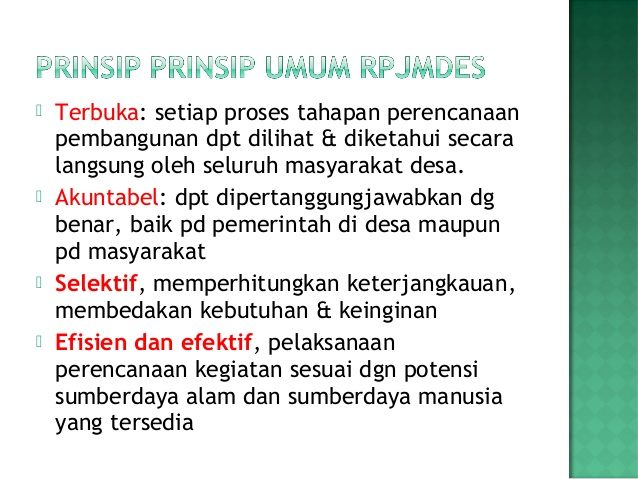 PRINSIP PRINSIP UMUM RPJMDES
Terbuka: setiap proses tahapan perencanaan
pembangunan dpt dilihat & diketahui secara
langsung oleh seluruh masyarakat desa.
Akuntabel: dpt dipertanggungjawabkan dg
benar, baik pd pemerintah di desa maupun
pd masyarakat
Selektif, memperhitungkan keterjangkauan,
membedakan kebutuhan & keinginan
Efisien dan efektif, pelaksanaan
perencanaan kegiatan sesuai dgn potensi
sumberdaya alam dan sumberdaya manusia
yang tersedia